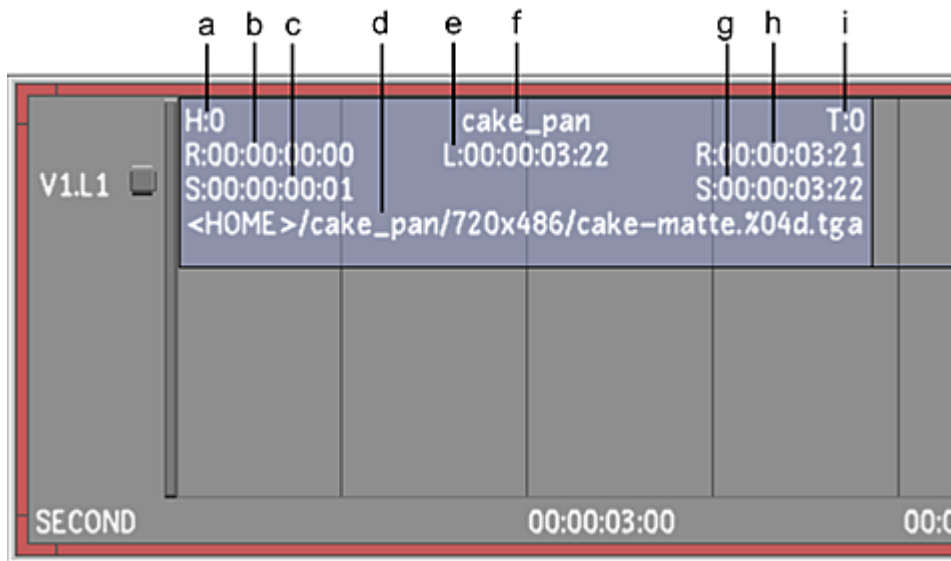 a b c d e f g h i
H:0 cake_pan T:0
R:00:00:00:00 L:00:00:03:22 R:00:00:03:21
V1.L1 S:00:00:00:01 S:00:00:03:22
<HOME>/cake_pan/720x486/cake-matte.%04d.tga
SECOND 00:00:03:00